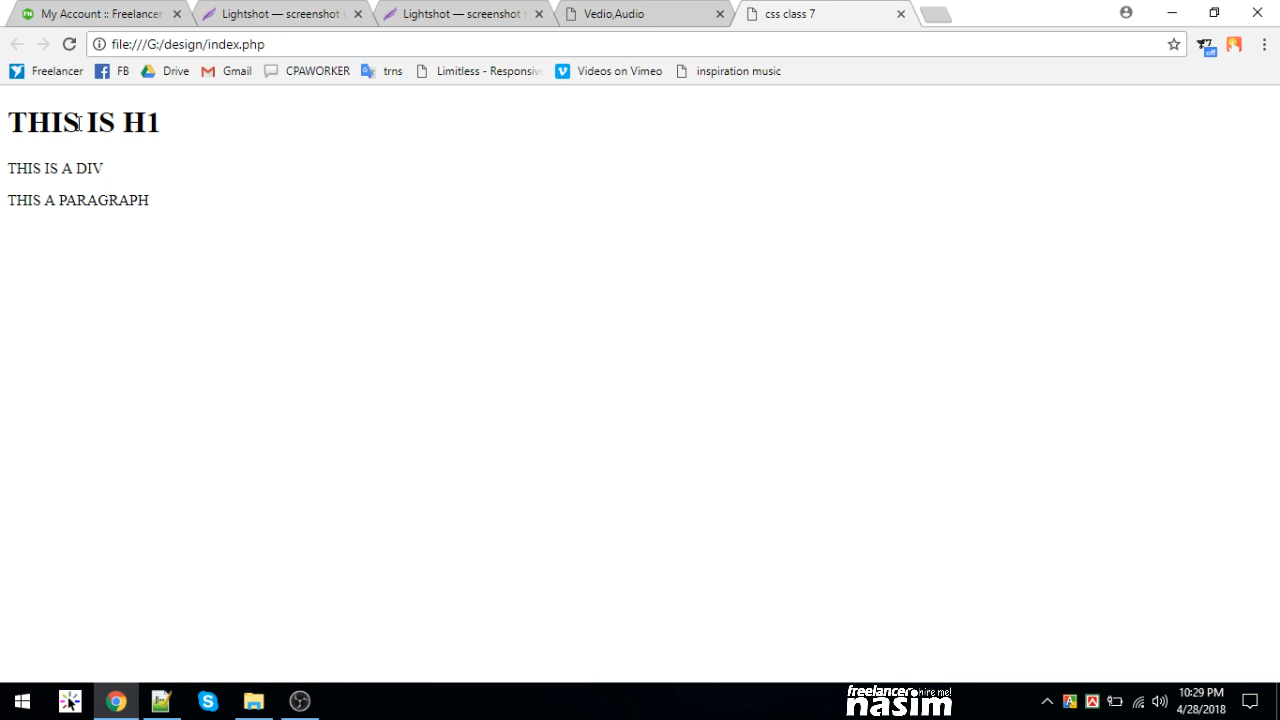 My Account :: Freelancer
Lightshot — screenshot t
Lightshot — screenshot t
Vedio,Audio
css class 7
file:///G:/design/index.php
off
Freelancer
FB
Drive
Gmail
CPAWORKER
trns
Limitless - Responsiv
Videos on Vimeo
inspiration music
THIS IS H1
THIS IS A DIV
THIS A PARAGRAPH
freelancer hire me!
nasim
10:29 PM
4/28/2018